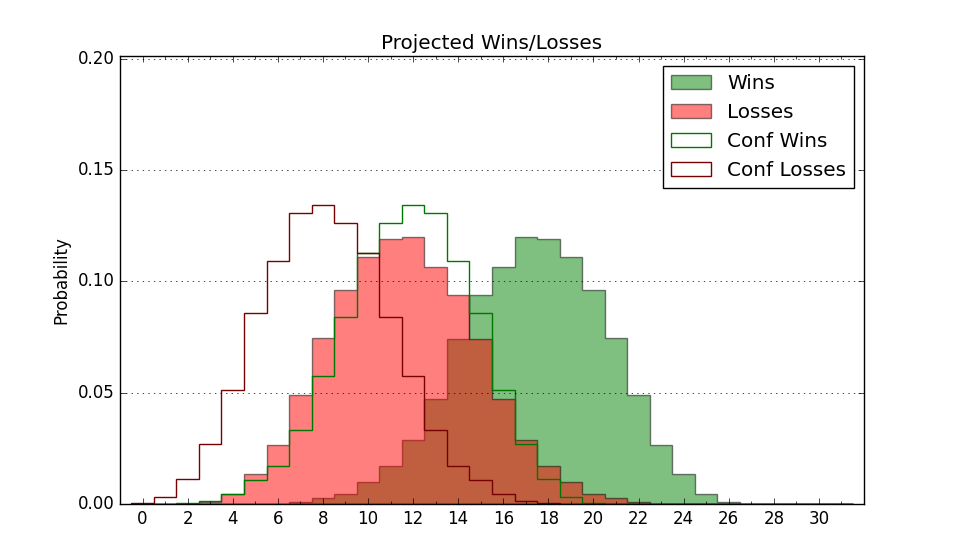 Projected Wins/Losses
0.20
0.15
0.10
0.05
0.00
Probability
Wins
Losses
Conf Wins
Conf Losses
0 2 4 6 8 10 12 14 16 18 20 22 24 26 28 30